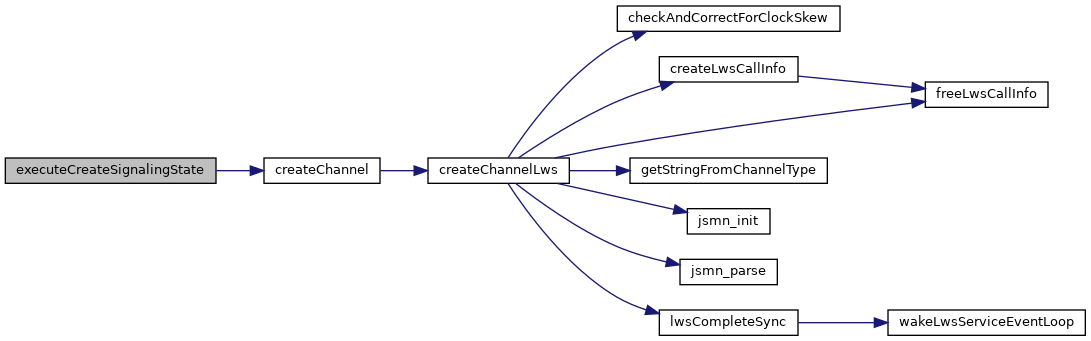 checkAndCorrectForClockSkew
createLwsCallInfo
freeLwsCallInfo
executeCreateSignalingState
createChannel
createChannelLws
getStringFromChannelType
jsmn_init
jsmn_parse
lwsCompleteSync
wakeLwsServiceEventLoop